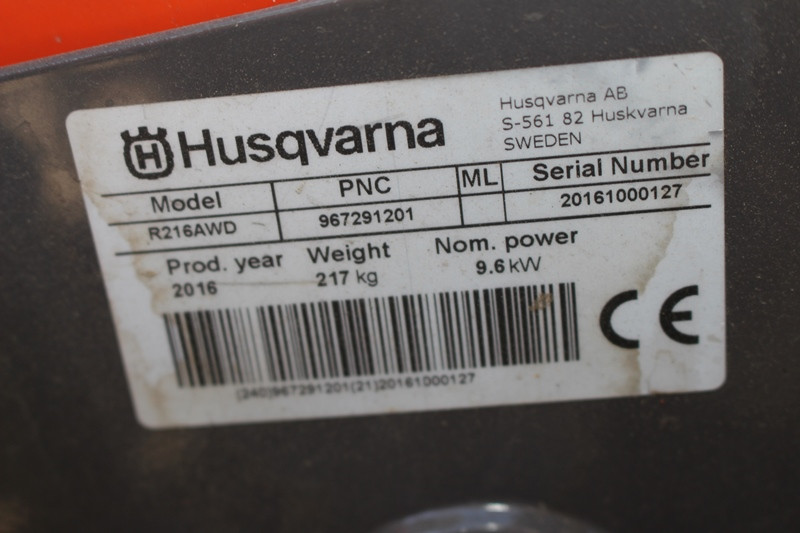 H Husqvarna
Husqvarna AB
S-561 82 Huskvarna
SWEDEN
Model PNC ML Serial Number
R216AWD 967291201 20161000127
Prod. year Weight Nom. power
2016 217 kg 9.6 kW
CE
(240)967291201(21)20161000127